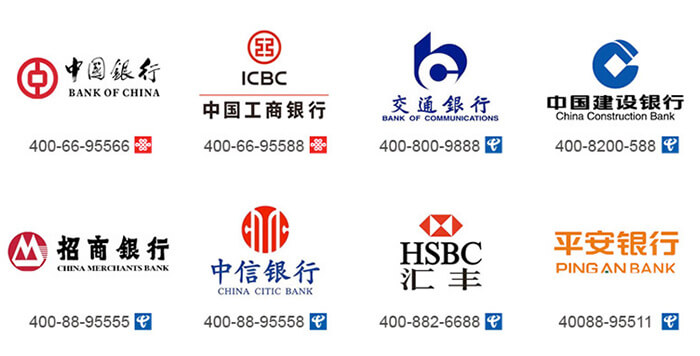 中国银行
BANK OF CHINA
400-66-95566
ICBC
中国工商银行
400-66-95588
交通銀行
BANK OF COMMUNICATIONS
400-800-9888
中国建设银行
China Construction Bank
400-8200-588
招商銀行
CHINA MERCHANTS BANK
400-88-95555
中信银行
CHINA CITIC BANK
400-88-95558
HSBC
汇丰
400-882-6688
平安银行
PING AN BANK
40088-95511